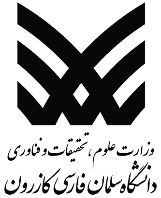 وزارت علوم، تحقیقات و فناوری
دانشگاه سلمان فارسی کازرون